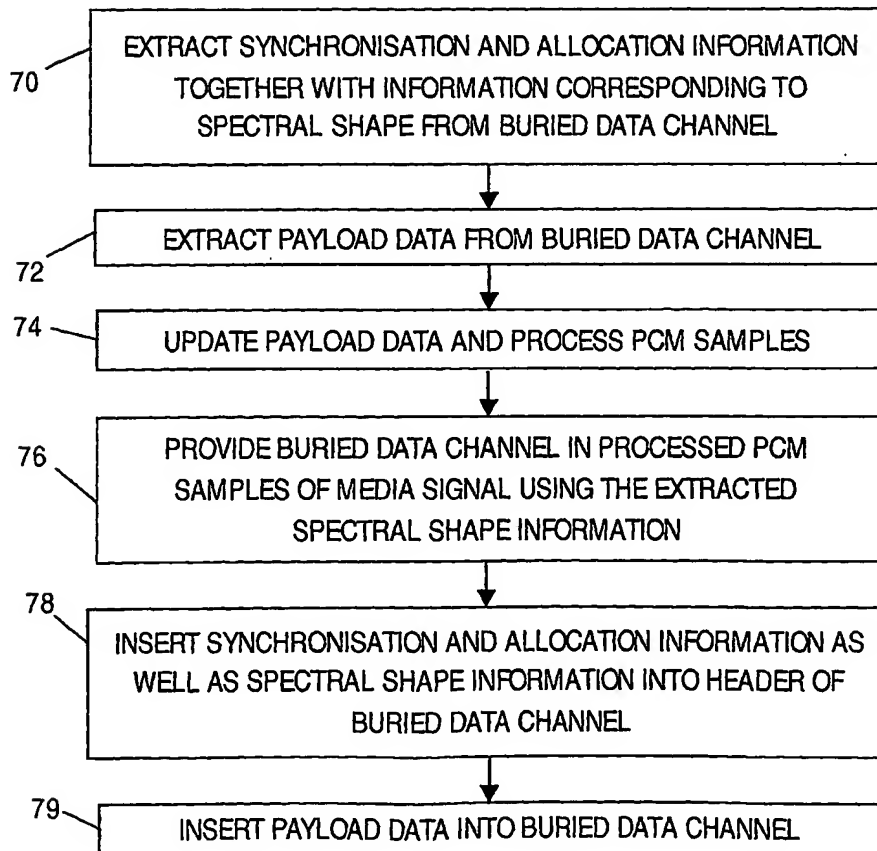 70
EXTRACT SYNCHRONISATION AND ALLOCATION INFORMATION
TOGETHER WITH INFORMATION CORRESPONDING TO
SPECTRAL SHAPE FROM BURIED DATA CHANNEL
72
EXTRACT PAYLOAD DATA FROM BURIED DATA CHANNEL
74
UPDATE PAYLOAD DATA AND PROCESS PCM SAMPLES
76
PROVIDE BURIED DATA CHANNEL IN PROCESSED PCM
SAMPLES OF MEDIA SIGNAL USING THE EXTRACTED
SPECTRAL SHAPE INFORMATION
78
INSERT SYNCHRONISATION AND ALLOCATION INFORMATION AS
WELL AS SPECTRAL SHAPE INFORMATION INTO HEADER OF
BURIED DATA CHANNEL
79
INSERT PAYLOAD DATA INTO BURIED DATA CHANNEL